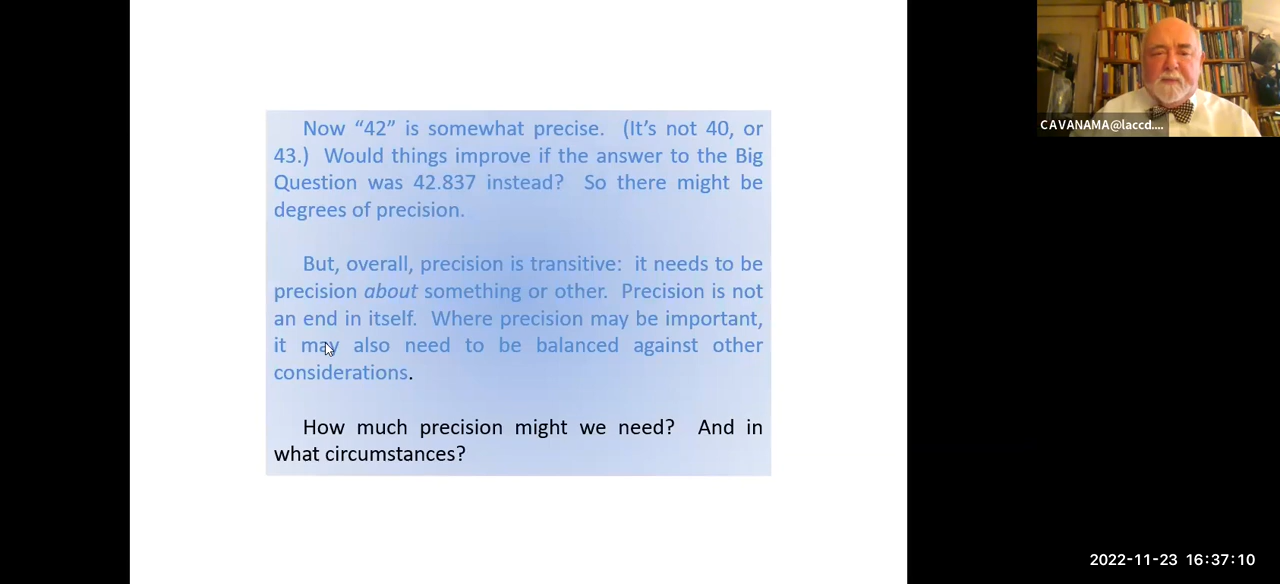 Now “42” is somewhat precise. (It’s not 40, or
43.) Would things improve if the answer to the Big
Question was 42.837 instead? So there might be
degrees of precision.
But, overall, precision is transitive: it needs to be
precision about something or other. Precision is not
an end in itself. Where precision may be important,
it may also need to be balanced against other
considerations.
How much precision might we need? And in
what circumstances?
CAVANAMA@laccd....
2022-11-23 16:37:10